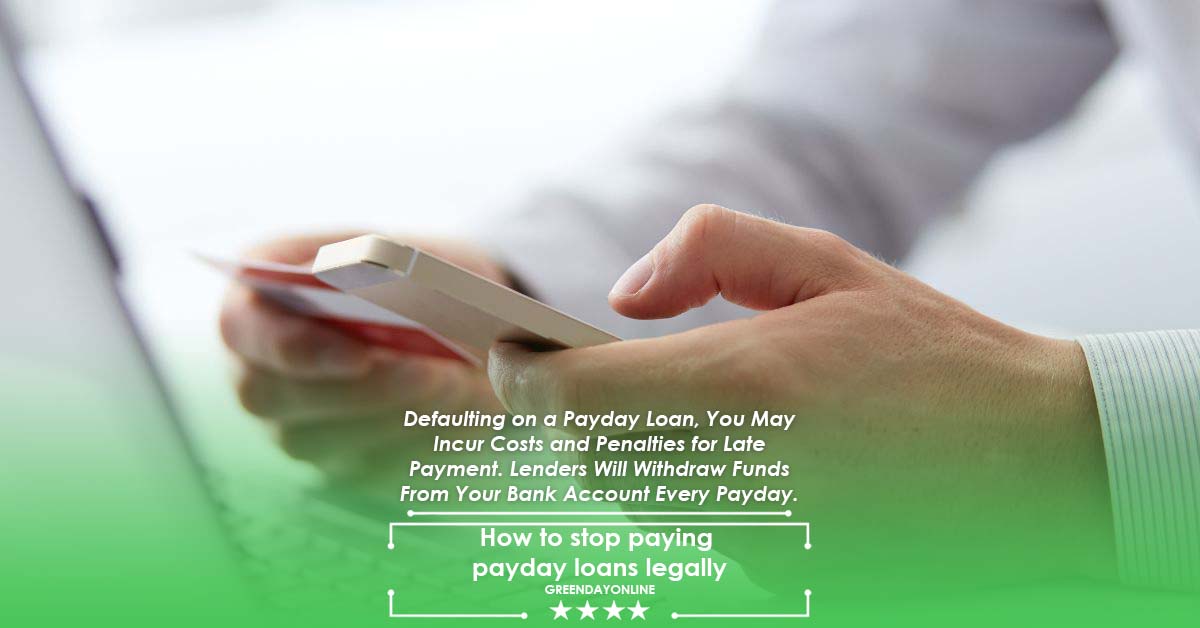 Defaulting on a Payday Loan, You May
Incur Costs and Penalties for Late
Payment. Lenders Will Withdraw Funds
From Your Bank Account Every Payday.
How to stop paying
payday loans legally
GREENDAYONLINE